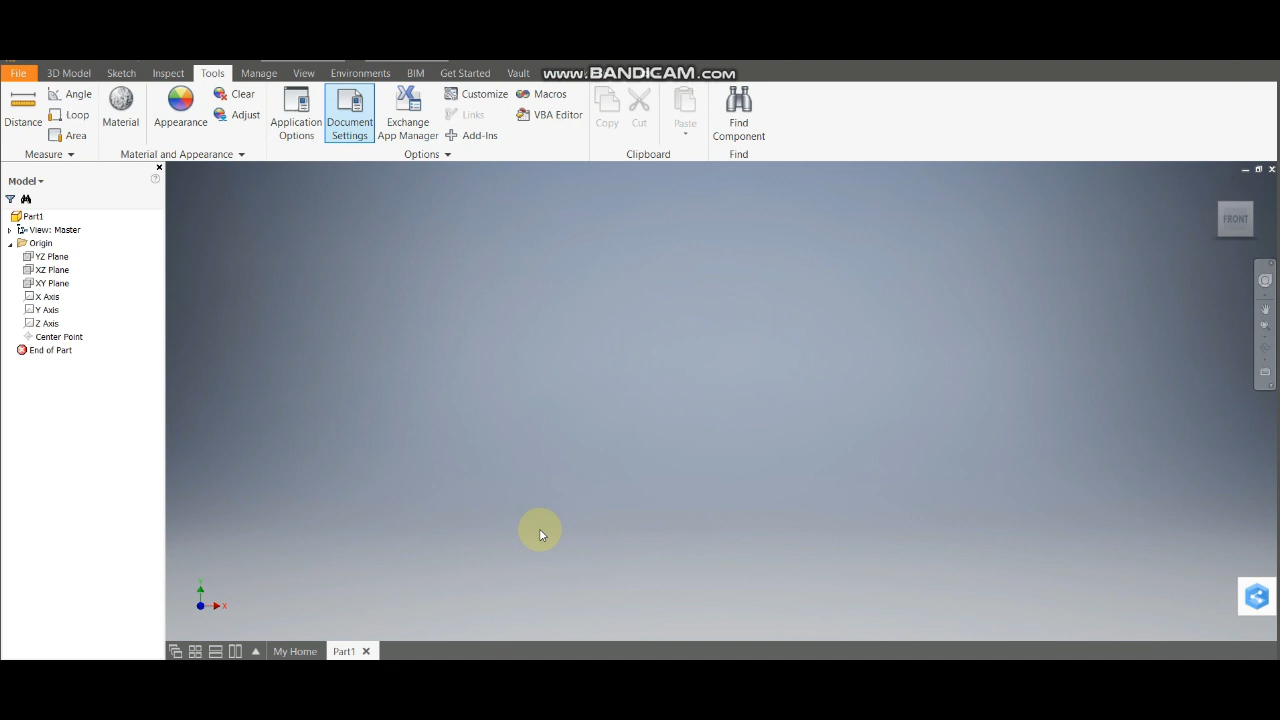 www.BANDICAM.com
File 3D Model Sketch Inspect Tools Manage View Environments BIM Get Started Vault
Distance
Angle
Loop
Area
Measure
Material
Appearance
Clear
Adjust
Material and Appearance
Application
Options
Document
Settings
Exchange
App Manager
Customize
Links
Add-Ins
Macros
VBA Editor
Options
Copy
Cut
Paste
Clipboard
Find
Component
Find
Model
Part1
View: Master
Origin
YZ Plane
XZ Plane
XY Plane
X Axis
Y Axis
Z Axis
Center Point
End of Part
FRONT
Y
X
My Home
Part1